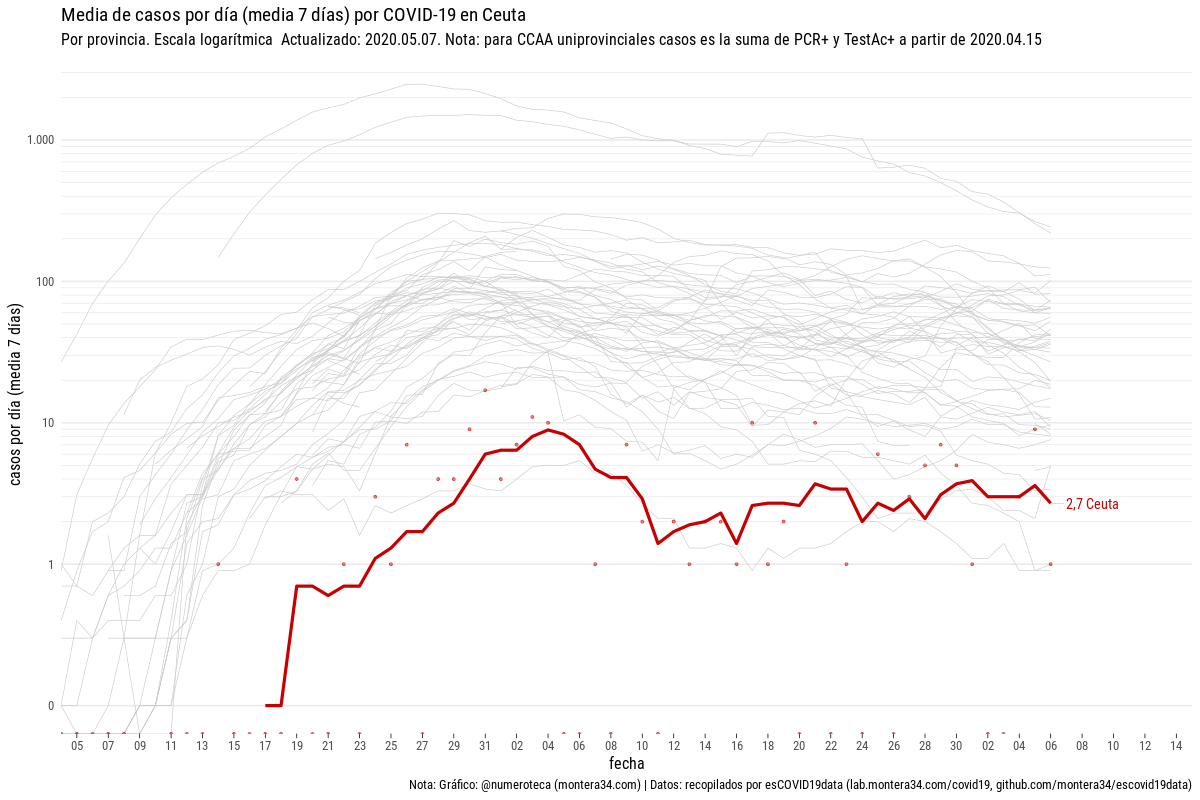 Media de casos por día (media 7 días) por COVID-19 en Ceuta
Por provincia. Escala logarítmica  Actualizado: 2020.05.07. Nota: para CCAA uniprovinciales casos es la suma de PCR+ y TestAc+ a partir de 2020.04.15
casos por día (media 7 días)
1.000
100
10
1
0
2,7 Ceuta
05 07 09 11 13 15 17 19 21 23 25 27 29 31 02 04 06 08 10 12 14 16 18 20 22 24 26 28 30 02 04 06 08 10 12 14
fecha
Nota: Gráfico: @numeroteca (montera34.com) | Datos: recopilados por esCOVID19data (lab.montera34.com/covid19, github.com/montera34/escovid19data)